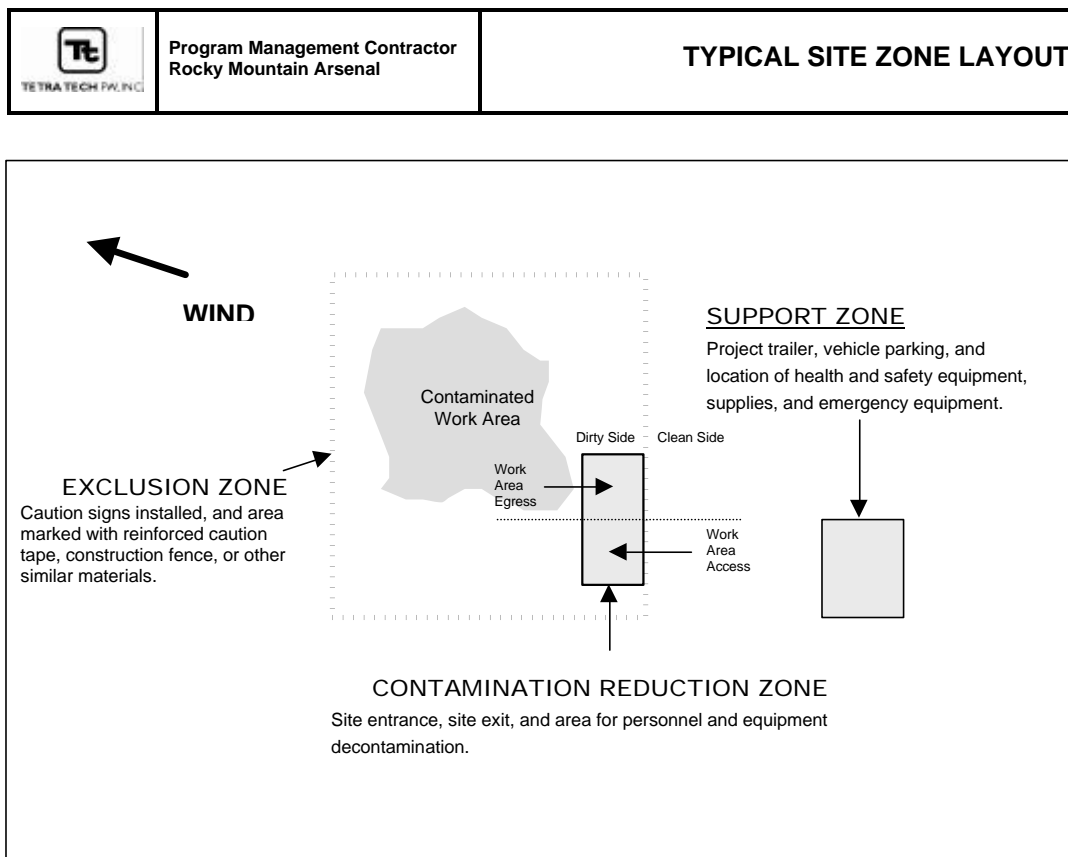 Tt
TETRA TECH FW, INC
Program Management Contractor
Rocky Mountain Arsenal
TYPICAL SITE ZONE LAYOUT
WIND
SUPPORT ZONE
Project trailer, vehicle parking, and
location of health and safety equipment,
supplies, and emergency equipment.
Contaminated
Work Area
Dirty Side
Clean Side
Work
Area
Egress
EXCLUSION ZONE
Caution signs installed, and area
marked with reinforced caution
tape, construction fence, or other
similar materials.
Work
Area
Access
CONTAMINATION REDUCTION ZONE
Site entrance, site exit, and area for personnel and equipment
decontamination.